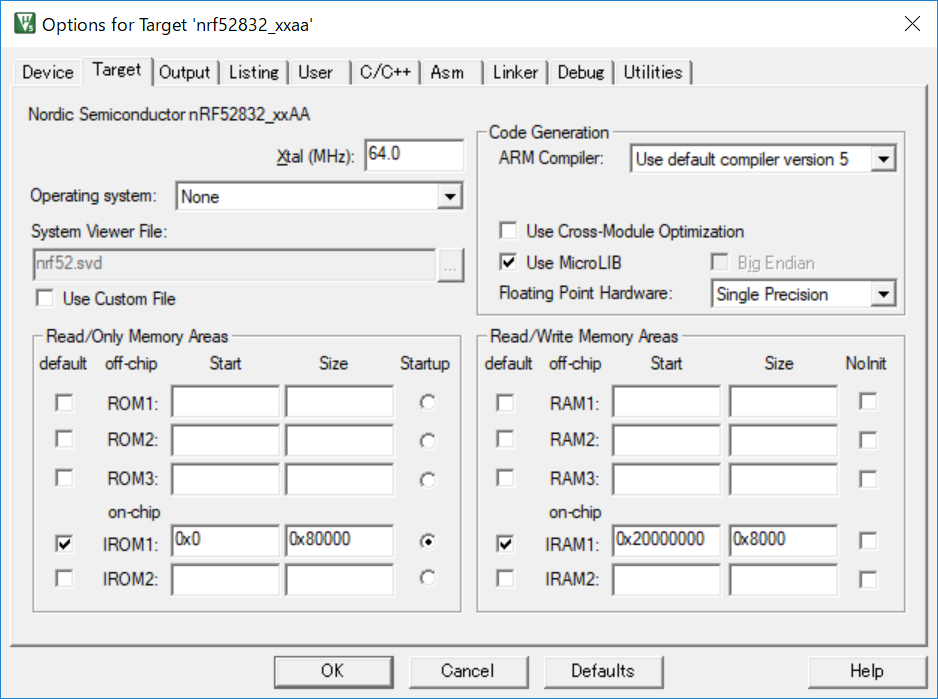 Options for Target 'nrf52832_xxaa'
Device Target Output Listing User C/C++ Asm Linker Debug Utilities
Nordic Semiconductor nRF52832_xxAA
Xtal (MHz): 64.0
Operating system: None
System Viewer File:
nrf52.svd ...
Use Custom File
Code Generation
ARM Compiler: Use default compiler version 5
Use Cross-Module Optimization
Use MicroLIB Big Endian
Floating Point Hardware: Single Precision
Read/Only Memory Areas
default off-chip Start Size Startup
ROM1:
ROM2:
ROM3:
on-chip
IROM1: 0x0 0x80000
IROM2:
Read/Write Memory Areas
default off-chip Start Size NoInit
RAM1:
RAM2:
RAM3:
on-chip
IRAM1: 0x20000000 0x8000
IRAM2:
OK Cancel Defaults Help